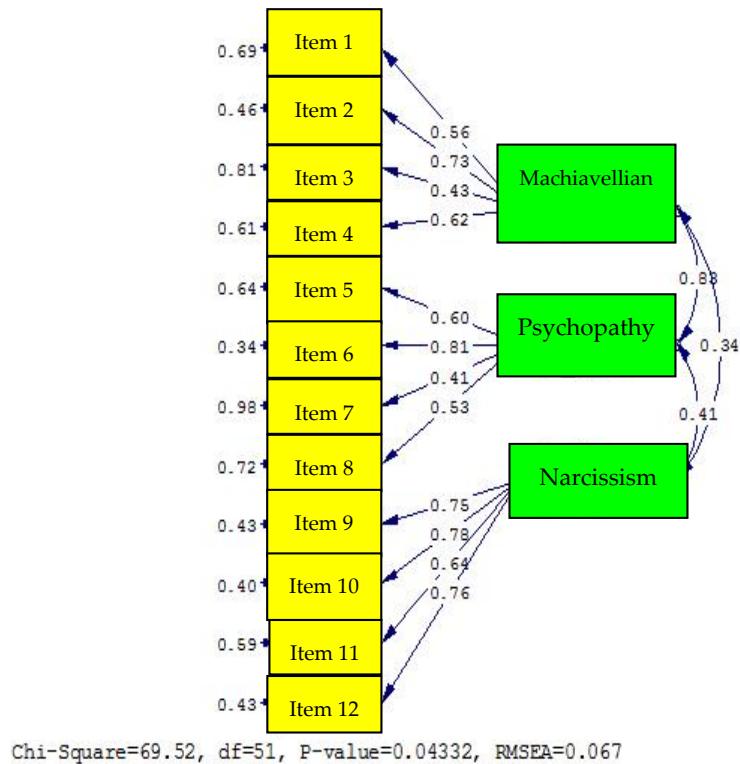 0.69 Item 1
0.46 Item 2
0.56
0.73
0.81 Item 3
0.43
Machiavellian
0.61 Item 4
0.62
0.64 Item 5
0.83
0.60
Psychopathy
0.34 Item 6
0.81
0.34
0.41
0.98 Item 7
0.53
0.41
0.72 Item 8
Narcissism
0.75
0.43 Item 9
0.78
0.64
0.40 Item 10
0.76
0.59 Item 11
0.43 Item 12
Chi-Square=69.52, df=51, P-value=0.04332, RMSEA=0.067